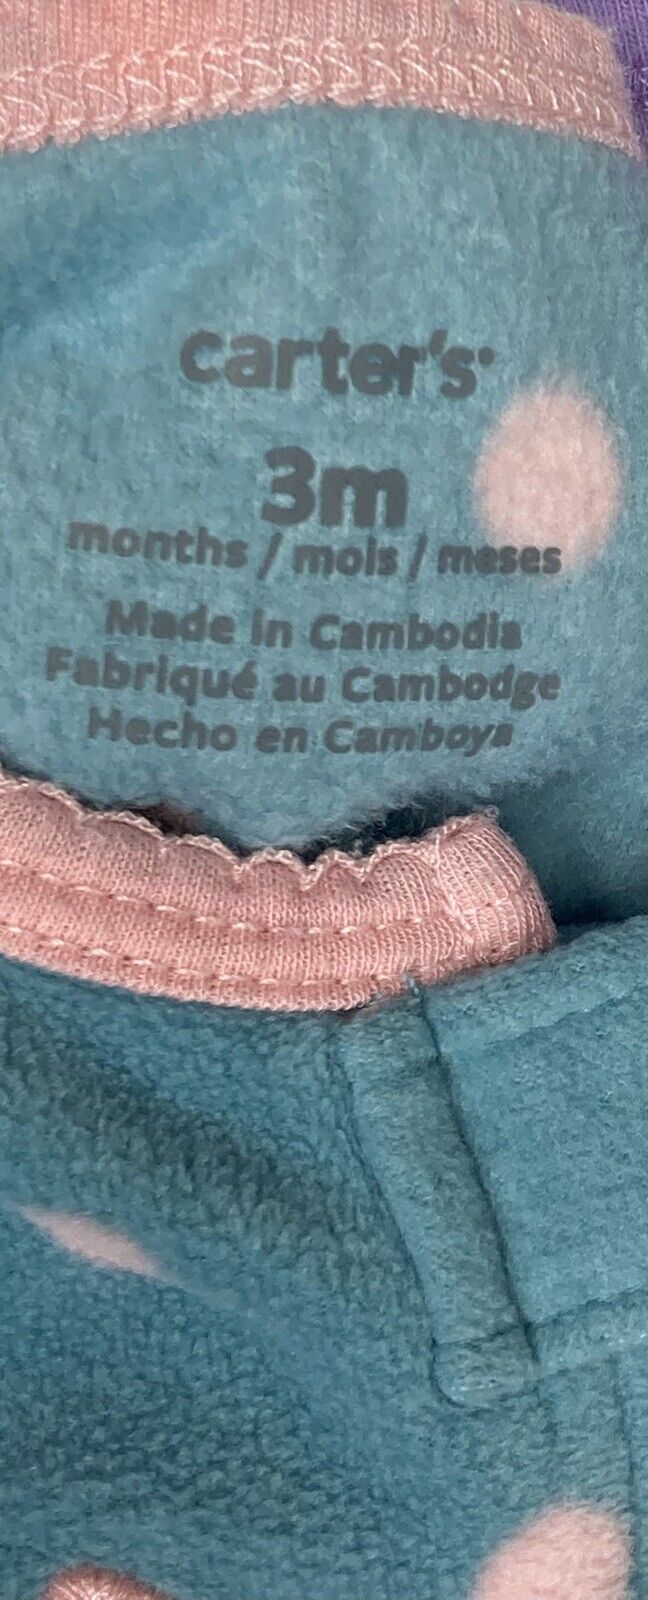 carter's
3m
months / mois / meses
Made in Cambodia
Fabriqué au Cambodge
Hecho en Camboya